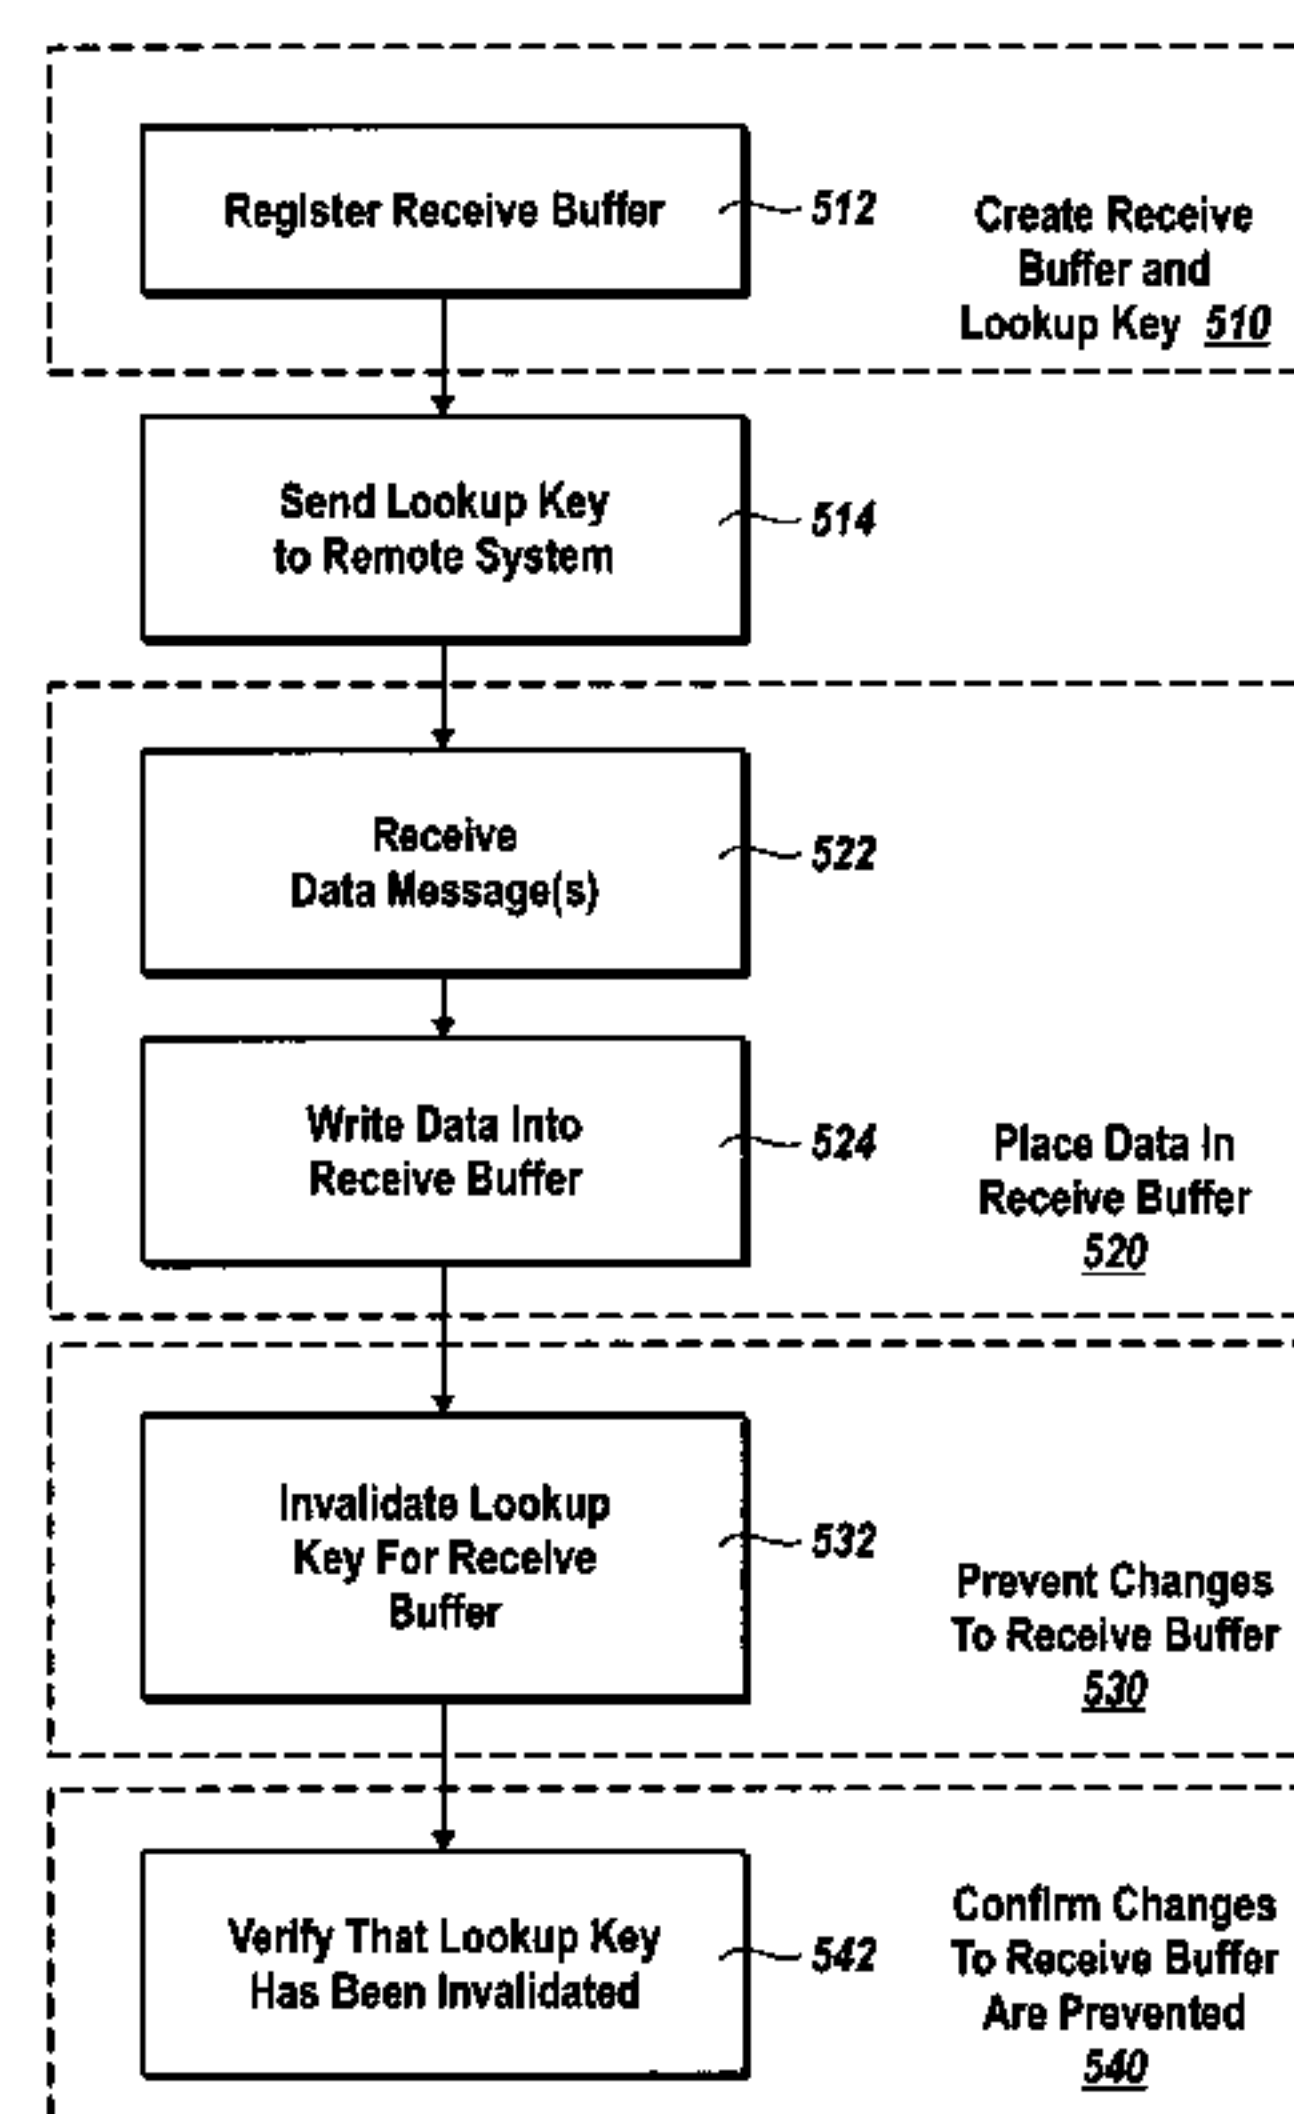 Register Receive Buffer
512
Create Receive
Buffer and
Lookup Key 510
Send Lookup Key
to Remote System
514
Receive
Data Message(s)
522
Write Data Into
Receive Buffer
524
Place Data In
Receive Buffer
520
Invalidate Lookup
Key For Receive
Buffer
532
Prevent Changes
To Receive Buffer
530
Verify That Lookup Key
Has Been Invalidated
542
Confirm Changes
To Receive Buffer
Are Prevented
540